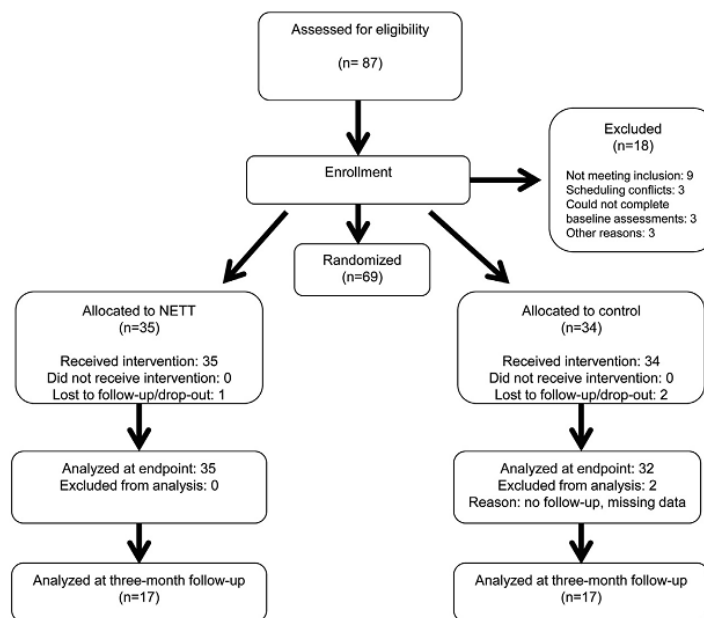 Assessed for eligibility
(n= 87)
Excluded
(n=18)
Not meeting inclusion: 9
Scheduling conflicts: 3
Could not complete
baseline assessments: 3
Other reasons: 3
Enrollment
Randomized
(n=69)
Allocated to NETT
(n=35)
Received intervention: 35
Did not receive intervention: 0
Lost to follow-up/drop-out: 1
Allocated to control
(n=34)
Received intervention: 34
Did not receive intervention: 0
Lost to follow-up/drop-out: 2
Analyzed at endpoint: 35
Excluded from analysis: 0
Analyzed at endpoint: 32
Excluded from analysis: 2
Reason: no follow-up, missing data
Analyzed at three-month follow-up
(n=17)
Analyzed at three-month follow-up
(n=17)